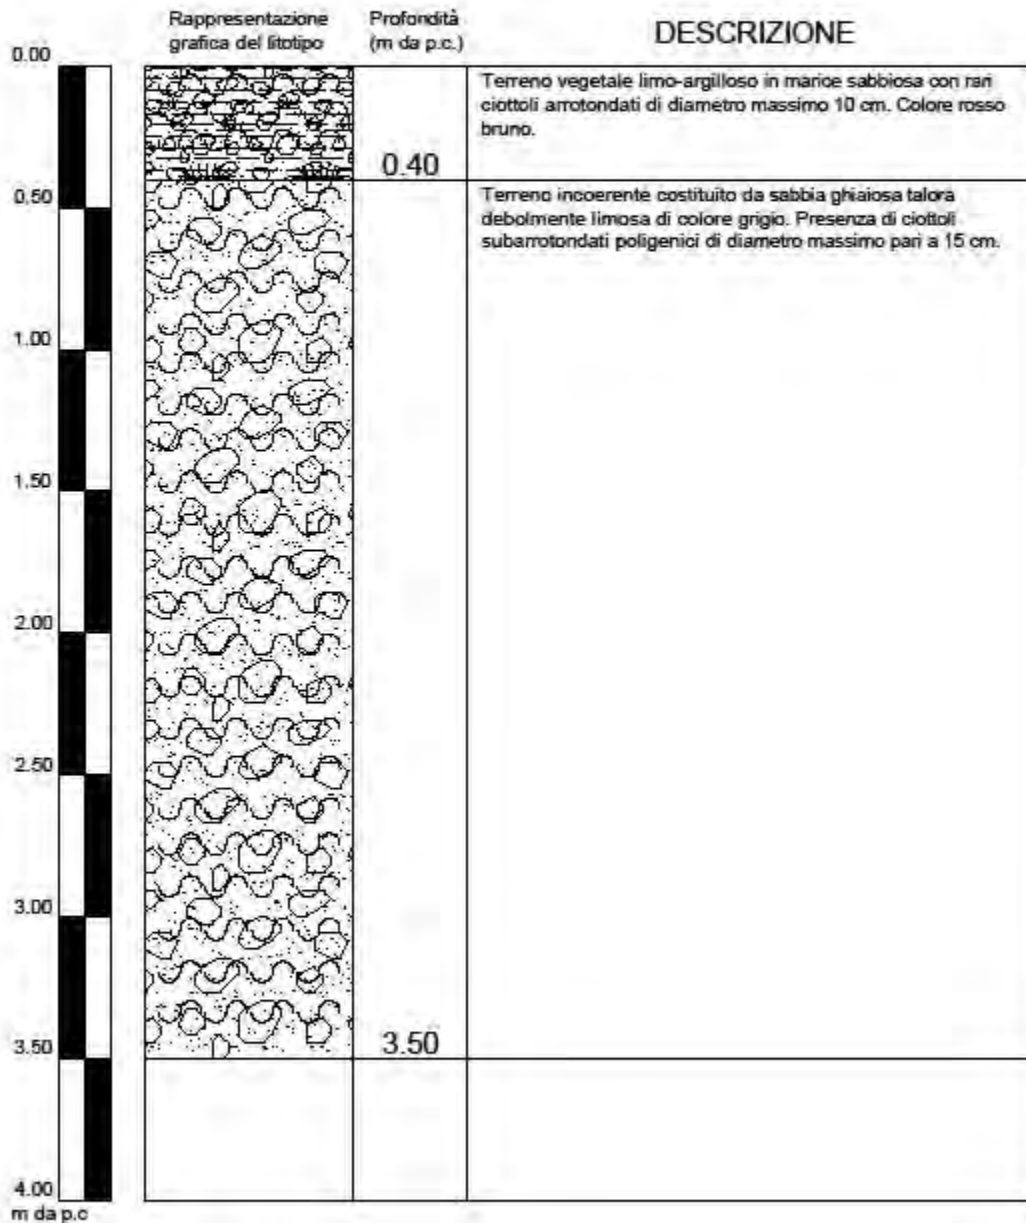 Rappresentazione
grafica del litotipo
Profondità
(m da p.c.)
DESCRIZIONE
0.00
Terreno vegetale limo-argilloso in matrice sabbiosa con rari
ciottoli arrotondati di diametro massimo 10 cm. Colore rosso
bruno.
0.40
0.50
Terreno incoerente costituito da sabbia ghiaiosa talora
debolmente limosa di colore grigio. Presenza di ciottoli
subarrotondati poligenici di diametro massimo pari a 15 cm.
1.00
1.50
2.00
2.50
3.00
3.50
3.50
4.00
m da p.c